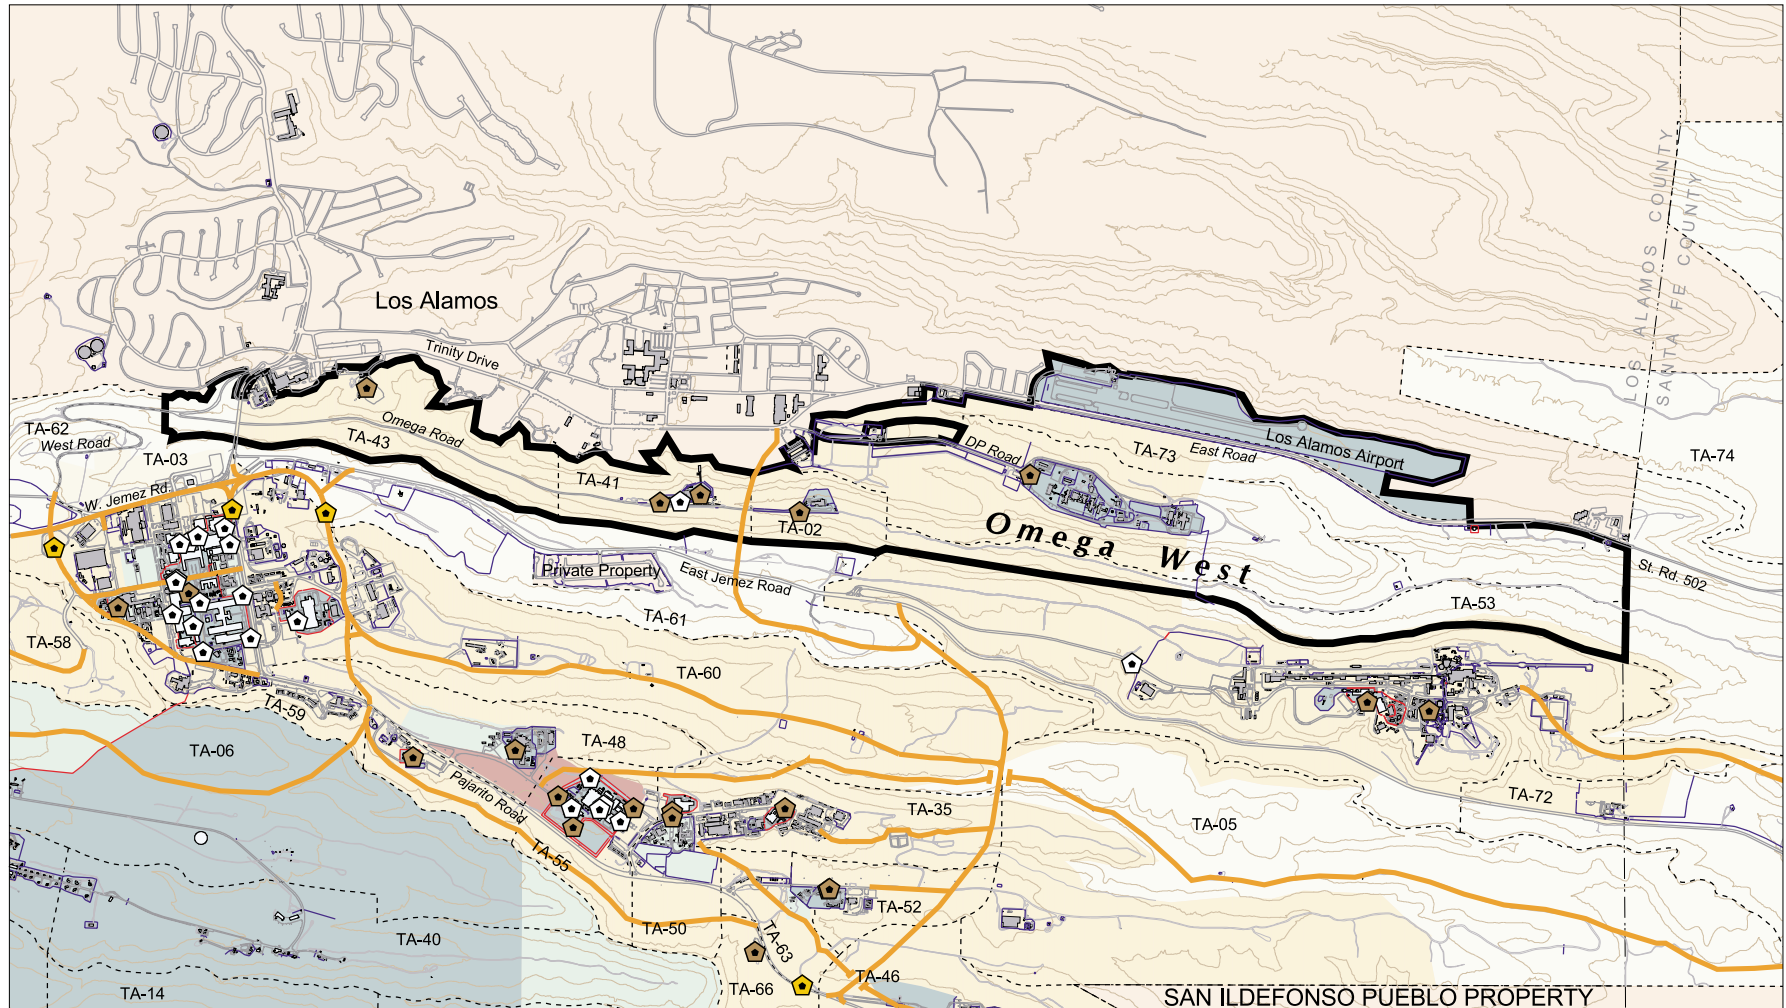 LOS ALAMOS COUNTY
SANTA FE COUNTY
Los Alamos
Trinity Drive
TA-62
West Road
TA-03
TA-43
Omega Road
W. Jemez Rd.
TA-41
TA-02
DP Road
TA-73
East Road
Los Alamos Airport
TA-74
Omega West
Private Property
East Jemez Road
TA-61
St. Rd. 502
TA-53
TA-58
TA-60
TA-59
TA-06
TA-48
Pajarito Road
TA-35
TA-72
TA-05
TA-55
TA-52
TA-50
TA-63
TA-40
TA-46
TA-66
TA-14
SAN ILDEFONSO PUEBLO PROPERTY